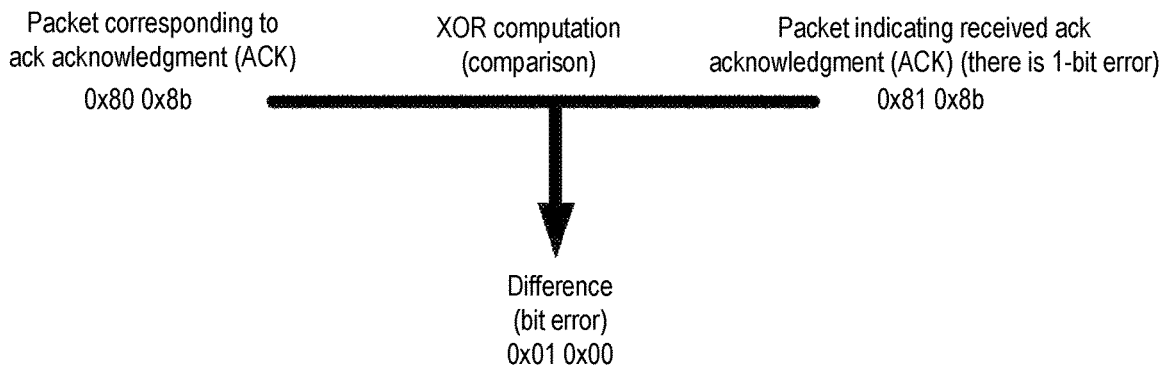 Packet corresponding to
ack acknowledgment (ACK)
0x80 0x8b
XOR computation
(comparison)
Packet indicating received ack
acknowledgment (ACK) (there is 1-bit error)
0x81 0x8b
Difference
(bit error)
0x01 0x00